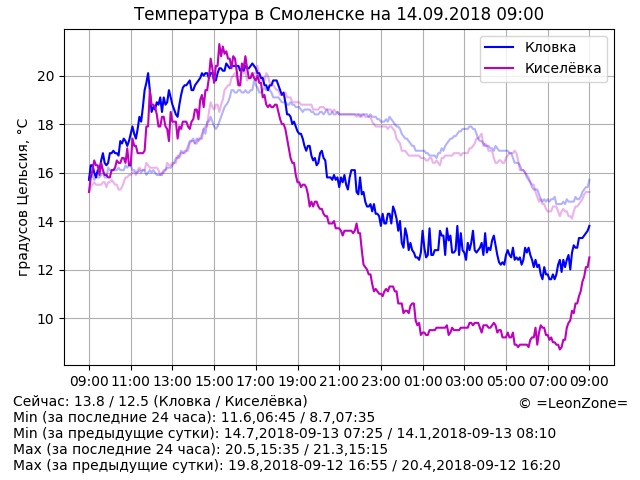 Температура в Смоленске на 14.09.2018 09:00
Кловка
Киселёвка
градусов Цельсия, °C
20
18
16
14
12
10
09:00 11:00 13:00 15:00 17:00 19:00 21:00 23:00 01:00 03:00 05:00 07:00 09:00
Сейчас: 13.8 / 12.5 (Кловка / Киселёвка)
© =LeonZone=
Min (за последние 24 часа): 11.6,06:45 / 8.7,07:35
Min (за предыдущие сутки): 14.7,2018-09-13 07:25 / 14.1,2018-09-13 08:10
Max (за последние 24 часа): 20.5,15:35 / 21.3,15:15
Max (за предыдущие сутки): 19.8,2018-09-12 16:55 / 20.4,2018-09-12 16:20